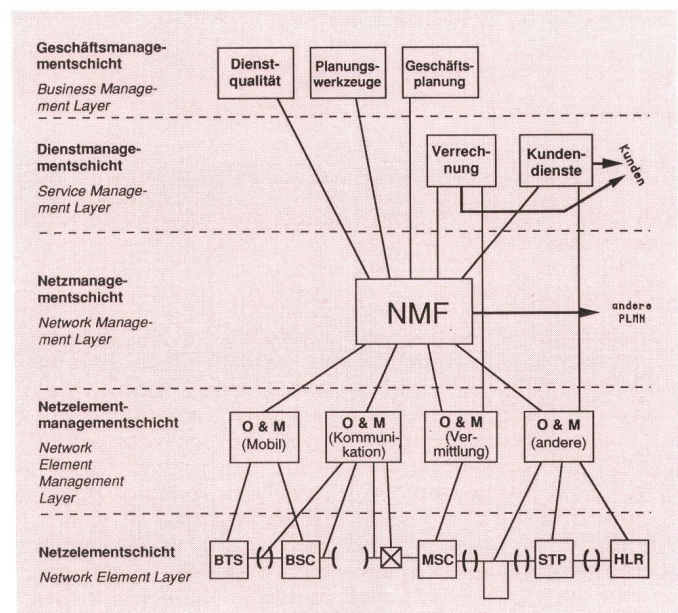 Geschäftsmanage-
mentschicht
Business Manage-
ment Layer
Dienst-
qualität
Planungs-
werkzeuge
Geschäfts-
planung
Dienstmanage-
mentschicht
Service Manage-
ment Layer
Verrech-
nung
Kunden-
dienste
Kunden
Netzmanage-
mentschicht
Network Manage-
ment Layer
NMF
andere
PLMN
Netzelement-
managementschicht
Network
Element
Management
Layer
O & M
(Mobil)
O & M
(Kommuni-
kation)
O & M
(Ver-
mittlung)
O & M
(andere)
Netzelementschicht
Network Element Layer
BTS
BSC
MSC
STP
HLR